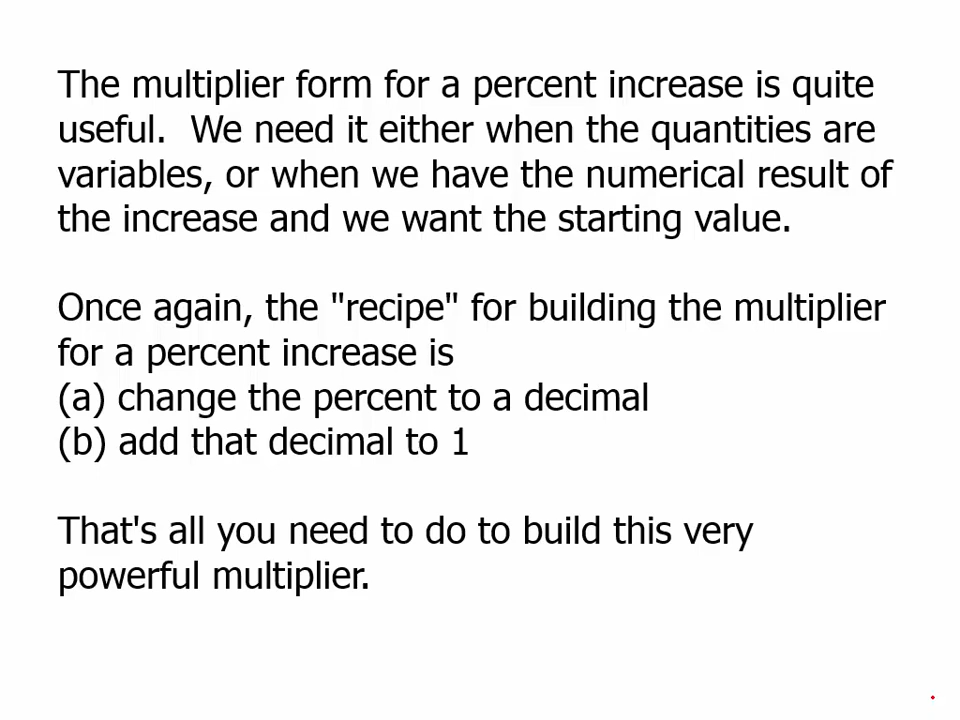 The multiplier form for a percent increase is quite
useful.  We need it either when the quantities are
variables, or when we have the numerical result of
the increase and we want the starting value.
Once again, the "recipe" for building the multiplier
for a percent increase is
(a) change the percent to a decimal
(b) add that decimal to 1
That's all you need to do to build this very
powerful multiplier.